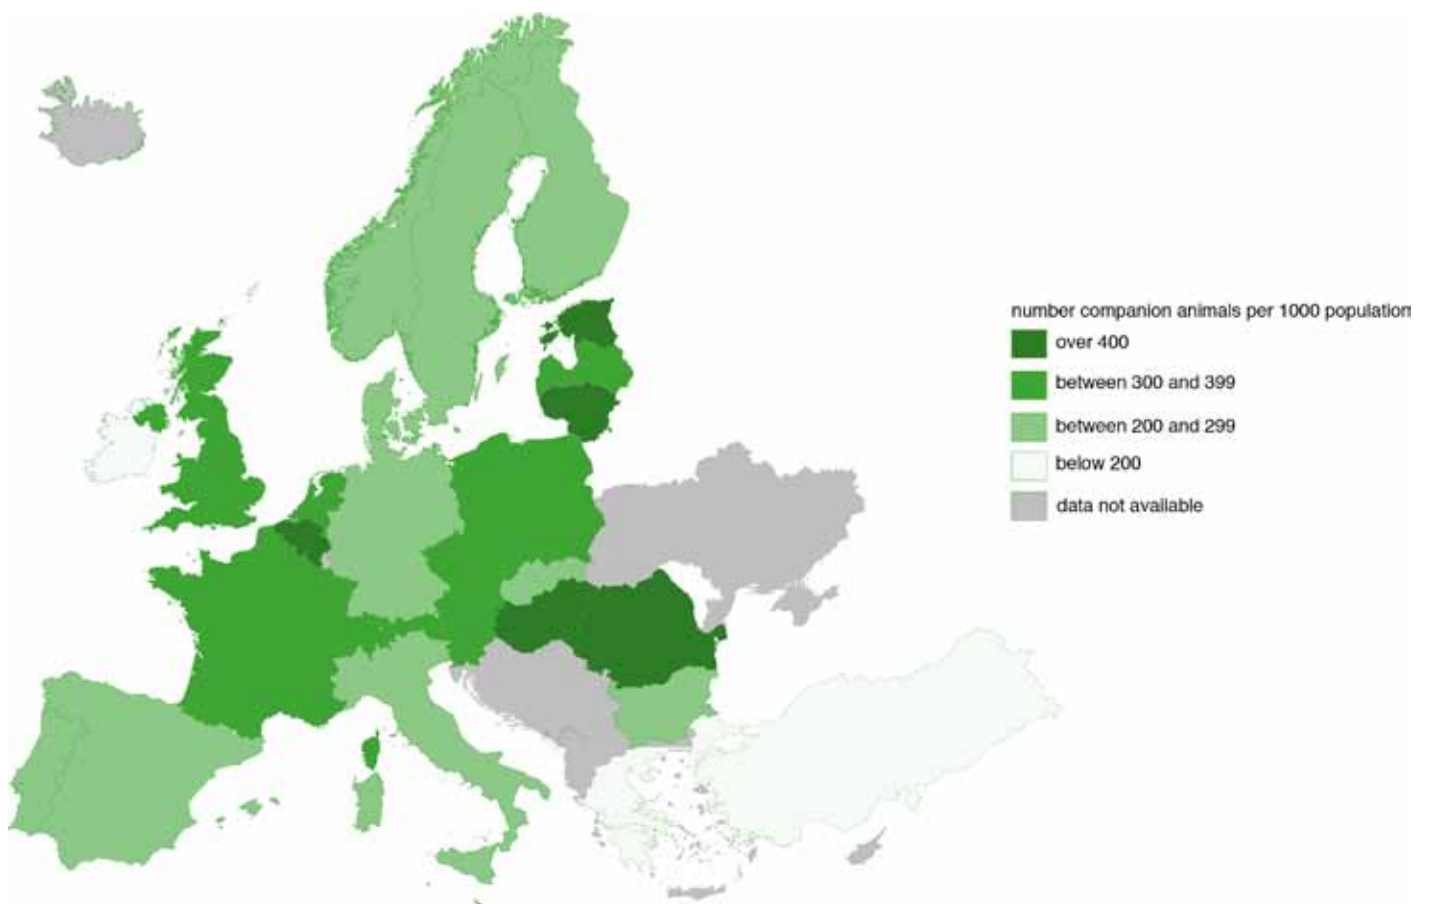 number companion animals per 1000 population
over 400
between 300 and 399
between 200 and 299
below 200
data not available